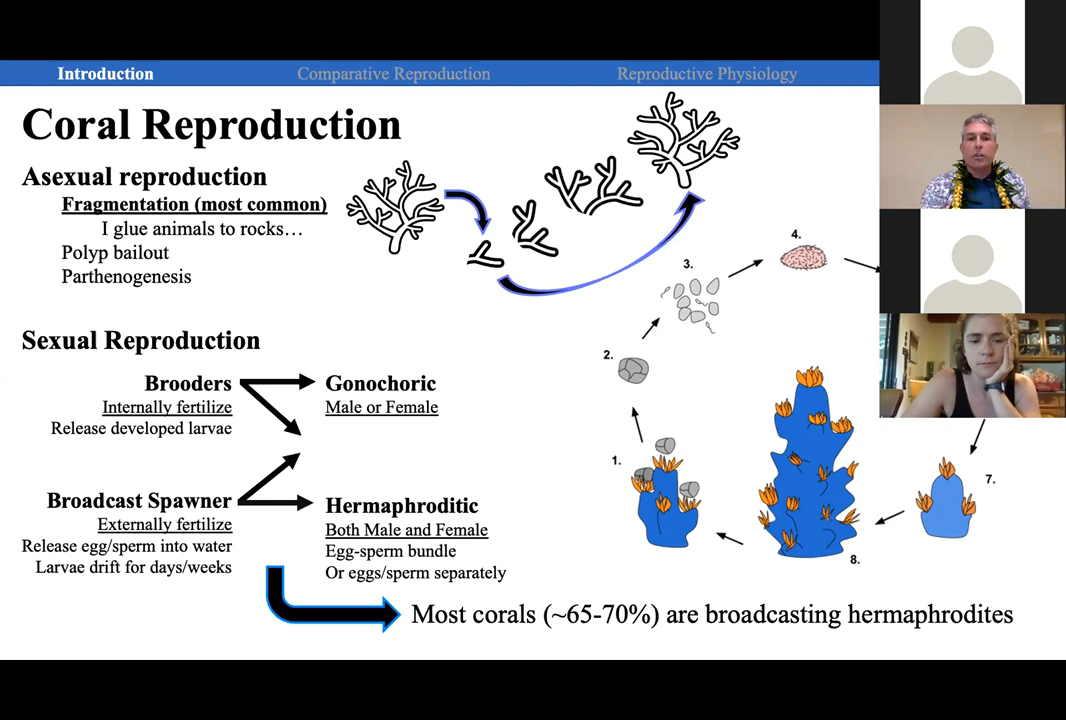 Introduction
Comparative Reproduction
Reproductive Physiology
Coral Reproduction
Asexual reproduction
Fragmentation (most common)
I glue animals to rocks…
Polyp bailout
Parthenogenesis
Sexual Reproduction
Brooders
Internally fertilize
Release developed larvae
Gonochoric
Male or Female
Broadcast Spawner
Externally fertilize
Release egg/sperm into water
Larvae drift for days/weeks
Hermaphroditic
Both Male and Female
Egg-sperm bundle
Or eggs/sperm separately
Most corals (~65-70%) are broadcasting hermaphrodites
1.
2.
3.
4.
7.
8.